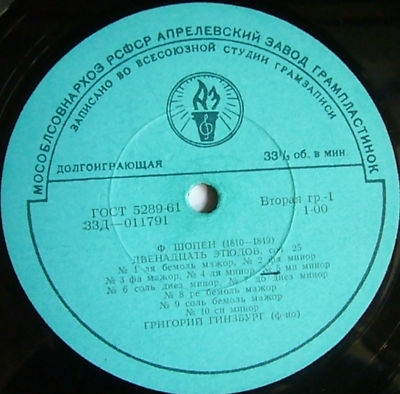 МОСОБЛСОВНАРХОЗ РСФСР АПРЕЛЕВСКИЙ ЗАВОД ГРАМПЛАСТИНОК
ЗАПИСАНО ВО ВСЕСОЮЗНОЙ СТУДИИ ГРАМЗАПИСИ
ДОЛГОИГРАЮЩАЯ
33⅓ об. в мин.
ГОСТ 5289-61
Вторая гр-1
33Д—011791
1-00
Ф. ШОПЕН (1810—1849)
ДВЕНАДЦАТЬ ЭТЮДОВ, соч. 25
№ 1 ля бемоль мажор, № 2 фа минор
№ 3 фа мажор, № 4 ля минор, ми минор
№ 6 соль диез минор, № 7 до диез минор
№ 8 ре бемоль мажор
№ 9 соль бемоль мажор
№ 10 си минор
ГРИГОРИЙ ГИНЗБУРГ (ф-но)